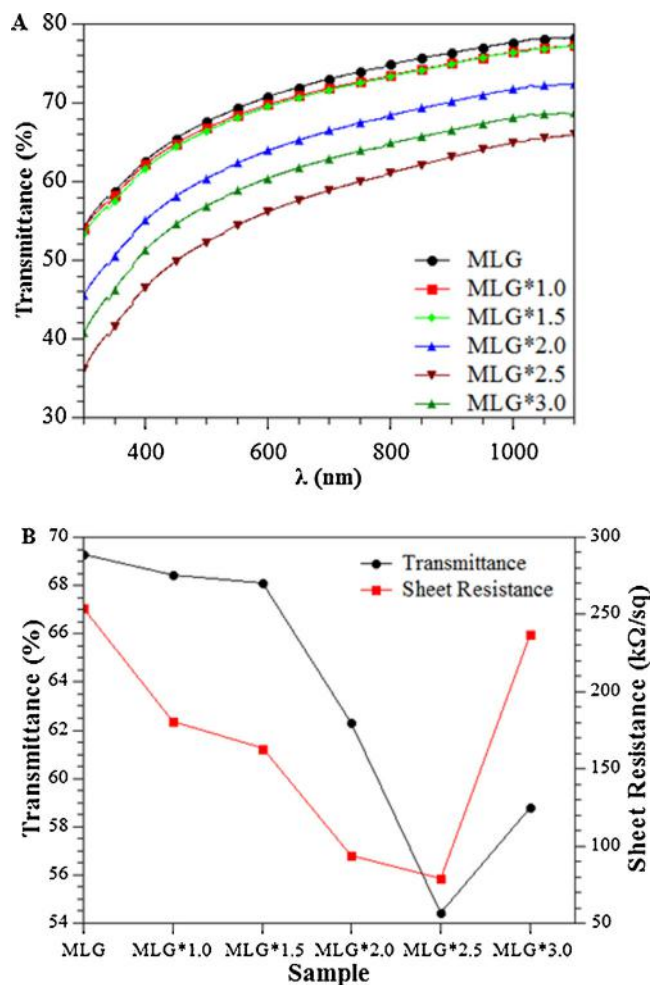 A
80
70
60
50
40
30
Transmittance (%)
MLG
MLG*1.0
MLG*1.5
MLG*2.0
MLG*2.5
MLG*3.0
400 600 800 1000
λ (nm)
B
70
68
66
64
62
60
58
56
54
Transmittance (%)
Transmittance
Sheet Resistance
300
250
200
150
100
50
Sheet Resistance (kΩ/sq)
MLG MLG*1.0 MLG*1.5 MLG*2.0 MLG*2.5 MLG*3.0
Sample